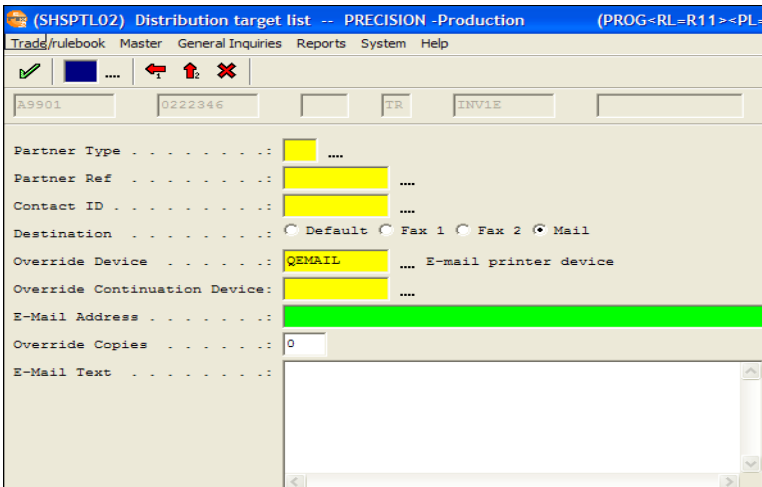 (SHSPTL02) Distribution target list -- PRECISION -Production (PROG<RL=R11><PL=
Trade/rulebook Master General Inquiries Reports System Help
.... 1 2
A9901 0222346 TR INV1E
Partner Type . . . . . . . .: ....
Partner Ref . . . . . . . .: ....
Contact ID . . . . . . . . .: ....
Destination . . . . . . . .: Default Fax 1 Fax 2 Mail
Override Device . . . . . .: QEMAIL .... E-mail printer device
Override Continuation Device: ....
E-Mail Address . . . . . . .:
Override Copies . . . . . .: 0
E-Mail Text . . . . . . . .: